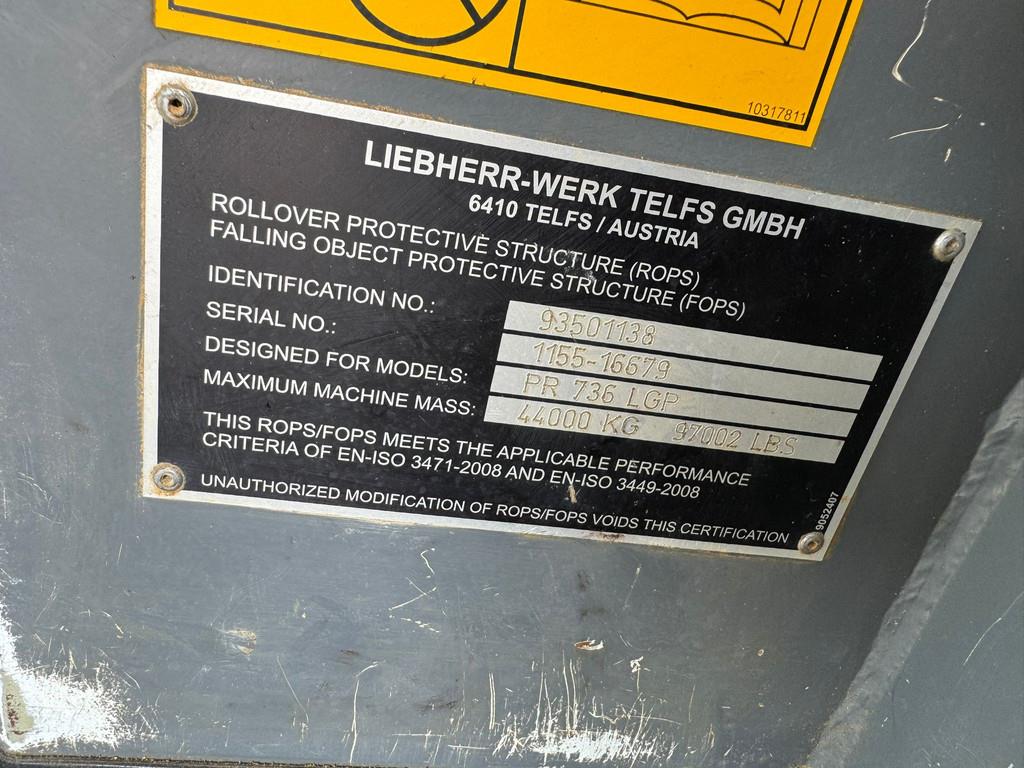 10317811
LIEBHERR-WERK TELFS GMBH
6410 TELFS / AUSTRIA
ROLLOVER PROTECTIVE STRUCTURE (ROPS)
FALLING OBJECT PROTECTIVE STRUCTURE (FOPS)
IDENTIFICATION NO.: 93501138
SERIAL NO.: 1155-16679
DESIGNED FOR MODELS: PR 736 LGP
MAXIMUM MACHINE MASS: 44000 KG 97002 LBS
THIS ROPS/FOPS MEETS THE APPLICABLE PERFORMANCE
CRITERIA OF EN-ISO 3471-2008 AND EN-ISO 3449-2008
UNAUTHORIZED MODIFICATION OF ROPS/FOPS VOIDS THIS CERTIFICATION
9052407